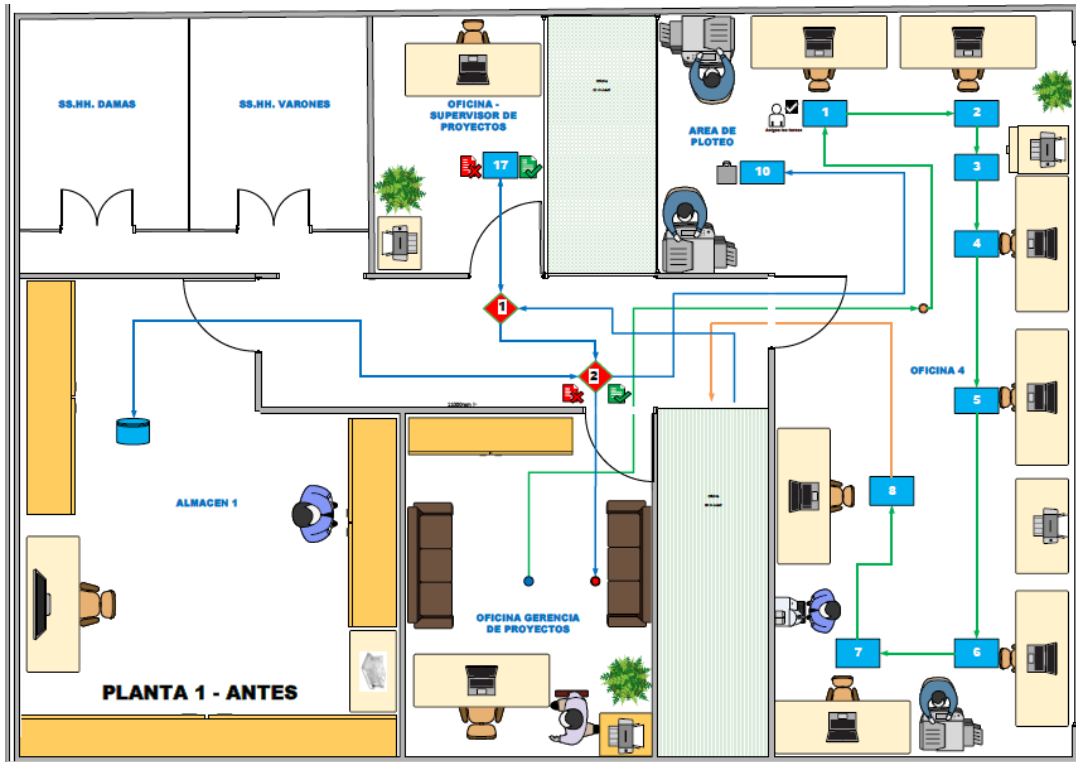 SS.HH. DAMAS
SS.HH. VARONES
OFICINA -
SUPERVISOR DE
PROYECTOS
17
AREA DE
PLOTEO
10
1
2
3
4
1
2
OFICINA 4
5
ALMACEN 1
8
OFICINA GERENCIA
DE PROYECTOS
7
6
PLANTA 1 - ANTES